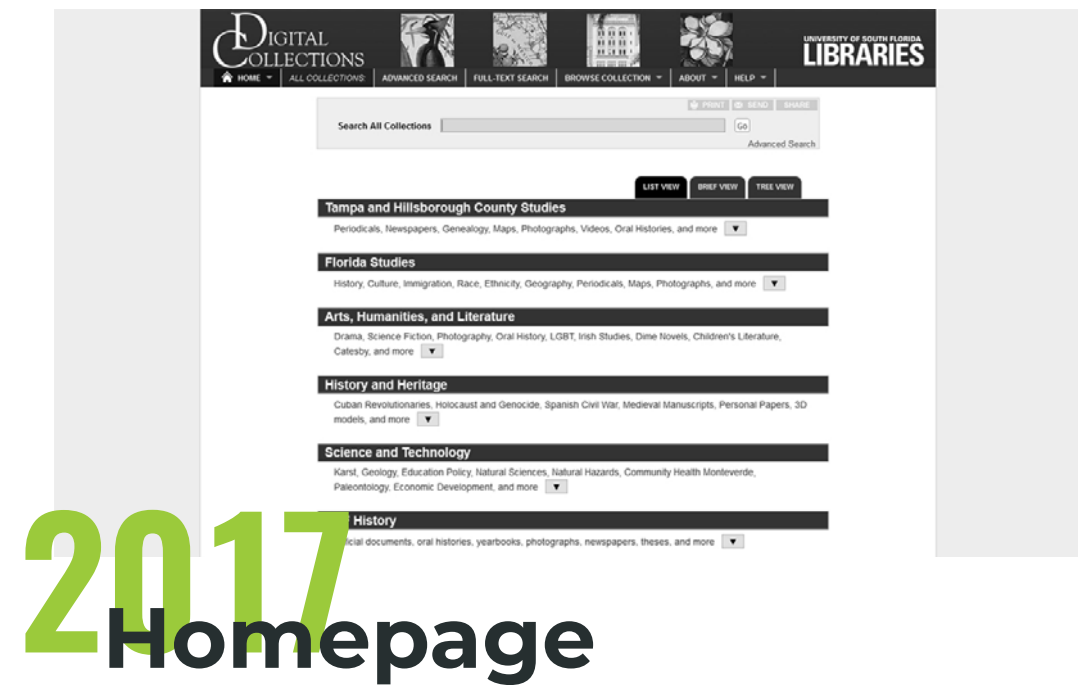 DIGITAL
COLLECTIONS
UNIVERSITY OF SOUTH FLORIDA
LIBRARIES
HOME ALL COLLECTIONS: ADVANCED SEARCH FULL-TEXT SEARCH BROWSE COLLECTION ABOUT HELP
PRINT SEND SHARE
Search All Collections Go
Advanced Search
LIST VIEW BRIEF VIEW TREE VIEW
Tampa and Hillsborough County Studies
Periodicals, Newspapers, Genealogy, Maps, Photographs, Videos, Oral Histories, and more ▼
Florida Studies
History, Culture, Immigration, Race, Ethnicity, Geography, Periodicals, Maps, Photographs, and more ▼
Arts, Humanities, and Literature
Drama, Science Fiction, Photography, Oral History, LGBT, Irish Studies, Dime Novels, Children's Literature,
Catesby, and more ▼
History and Heritage
Cuban Revolutionaries, Holocaust and Genocide, Spanish Civil War, Medieval Manuscripts, Personal Papers, 3D
models, and more ▼
Science and Technology
Karst, Geology, Education Policy, Natural Sciences, Natural Hazards, Community Health Monteverde,
Paleontology, Economic Development, and more ▼
History
documents, oral histories, yearbooks, photographs, newspapers, theses, and more ▼
2017
Homepage